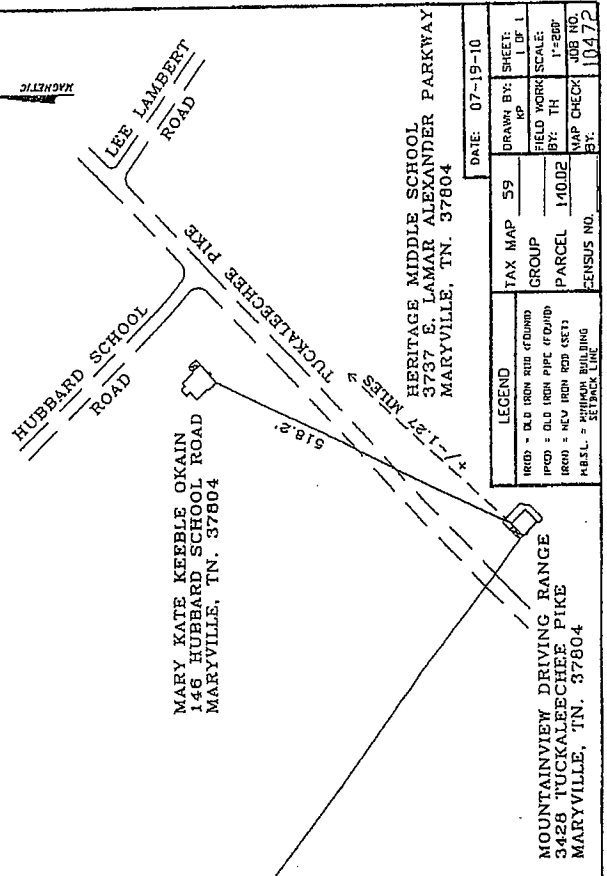 MAGNETIC
LEE LAMBERT
ROAD
HUBBARD SCHOOL
ROAD
TUCKALEECHEE PIKE
MARY KATE KEEBLE OKAIN
146 HUBBARD SCHOOL ROAD
MARYVILLE, TN. 37804
518.2'
+/-1.27 MILES
HERITAGE MIDDLE SCHOOL
3737 E. LAMAR ALEXANDER PARKWAY
MARYVILLE, TN. 37804
MOUNTAINVIEW DRIVING RANGE
3428 TUCKALEECHEE PIKE
MARYVILLE, TN. 37804
DATE: 07-19-10
LEGEND
IR(O) = OLD IRON ROD (FOUND)
IP(O) = OLD IRON PIPE (FOUND)
IR(N) = NEW IRON ROD (SET)
M.B.S.L. = MINIMUM BUILDING
SETBACK LINE
TAX MAP 59
GROUP
PARCEL 140.02
CENSUS NO.
DRAWN BY: KP
SHEET: 1 OF 1
FIELD WORK BY: TH
SCALE: 1"=200'
MAP CHECK BY:
JOB NO. 10472